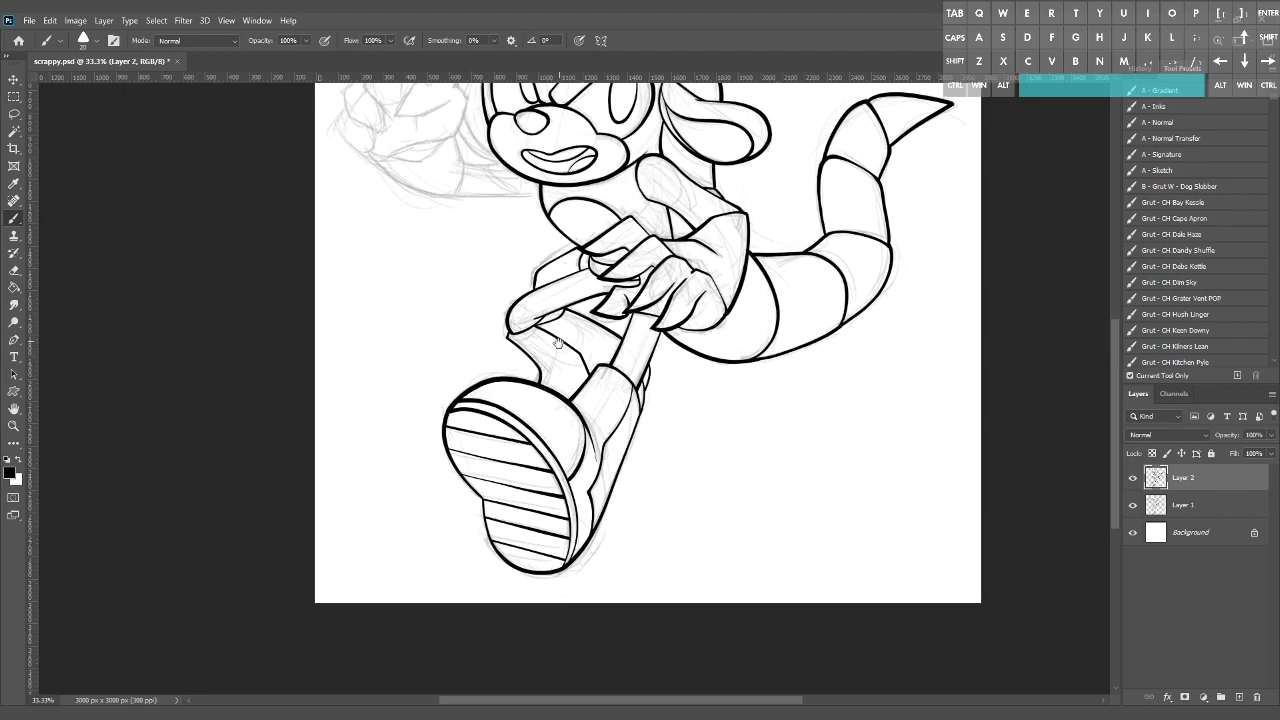 File Edit Image Layer Type Select Filter 3D View Window Help
TAB Q W E R T Y U I O P [ ] ENTER
CAPS A S D F G H J K L ; SHIFT
SHIFT Z X C V B N M , . /
CTRL WIN ALT ALT WIN CTRL
20 Mode: Normal Opacity: 100% Flow: 100% Smoothing: 0% 0°
scrappy.psd @ 33.3% (Layer 2, RGB/8) * ×
History Tool Presets
A - Gradient
A - Inks
A - Normal
A - Normal Transfer
A - Signature
A - Sketch
B - Grut W - Dog Slobber
Grut - CH Bay Kessle
Grut - CH Cape Apron
Grut - CH Dale Haze
Grut - CH Dandy Shuffle
Grut - CH Debs Kettle
Grut - CH Dim Sky
Grut - CH Grater Vent POP
Grut - CH Hush Linger
Grut - CH Keen Downy
Grut - CH Kliners Lean
Grut - CH Kitchen Pyle
Current Tool Only
Layers Channels
Kind
Normal Opacity: 100%
Lock: Fill: 100%
Layer 2
Layer 1
Background
33.33% 3000 px x 3000 px (300 ppi)